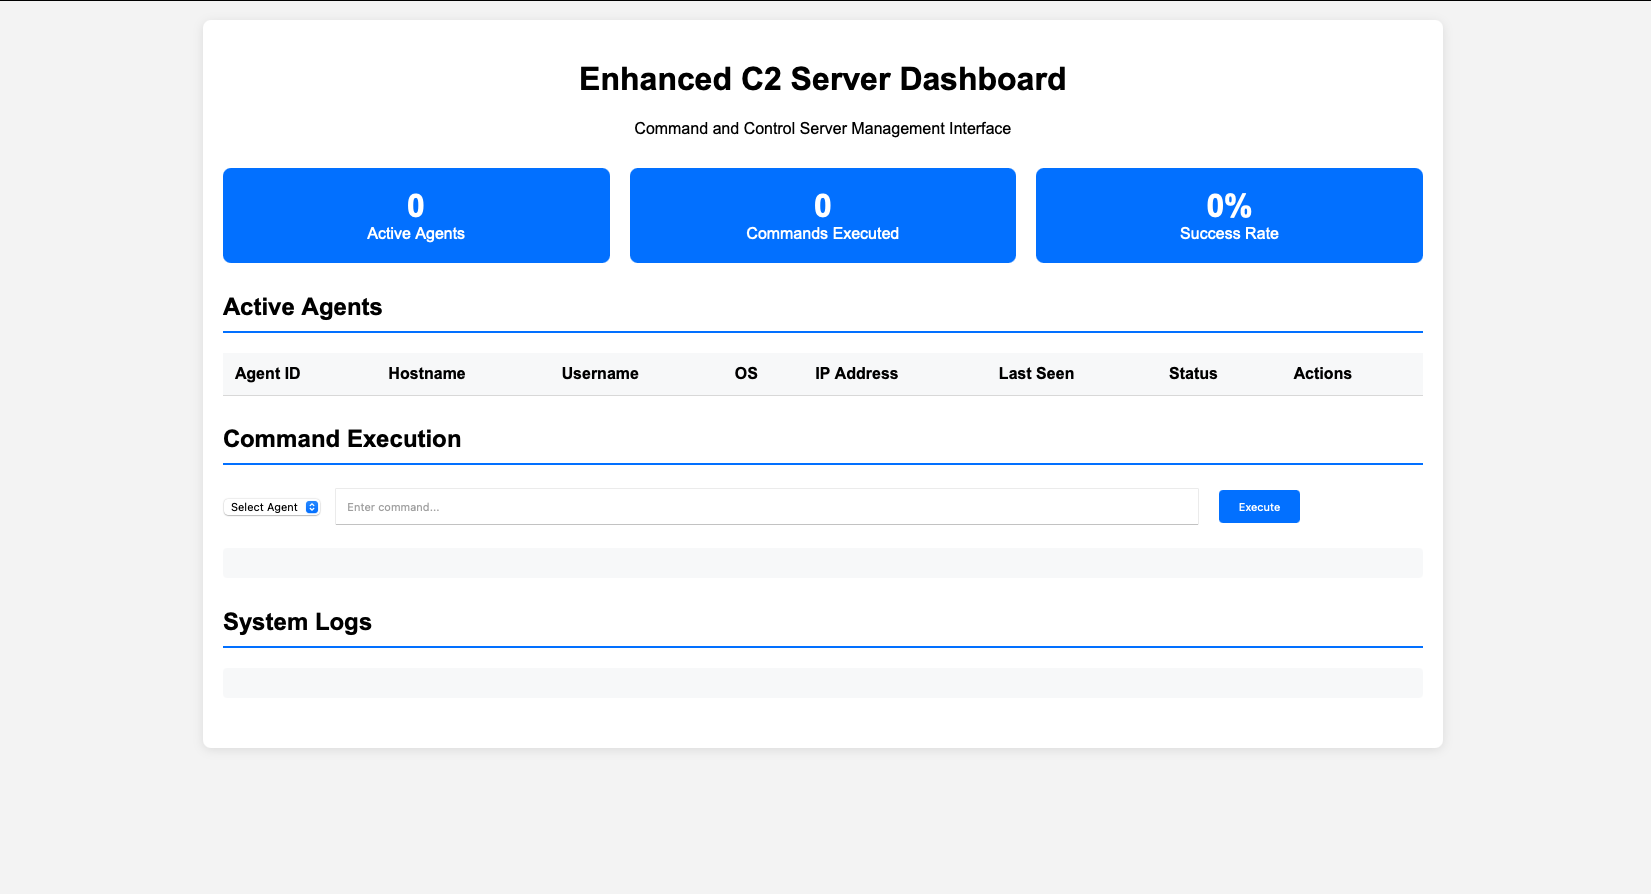 Enhanced C2 Server Dashboard
Command and Control Server Management Interface
0 0 0%
Active Agents Commands Executed Success Rate
Active Agents
Agent ID Hostname Username OS IP Address Last Seen Status Actions
Command Execution
Select Agent Enter command... Execute
System Logs